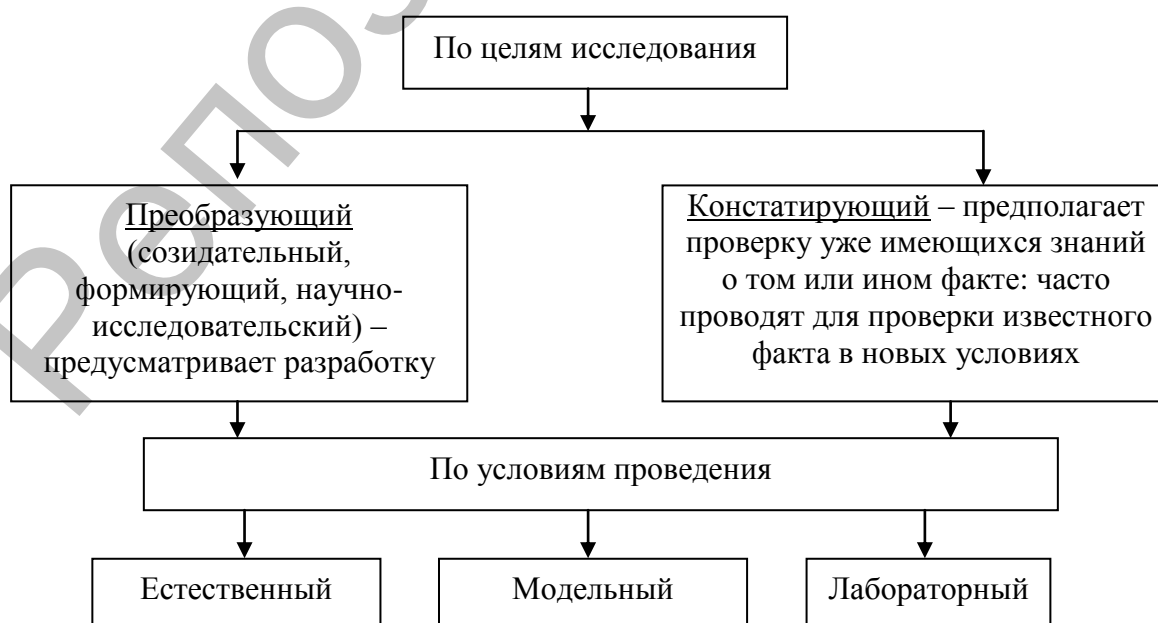 По целям исследования
Преобразующий
(созидательный,
формирующий, научно-
исследовательский) –
предусматривает разработку
Констатирующий – предполагает
проверку уже имеющихся знаний
о том или ином факте: часто
проводят для проверки известного
факта в новых условиях
По условиям проведения
Естественный
Модельный
Лабораторный